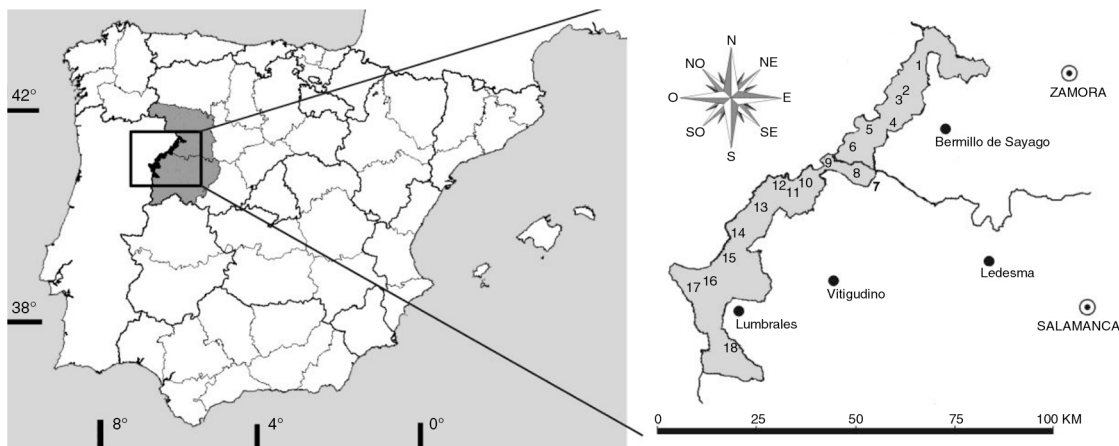 42°
38°
8°
4°
0°
N
NO
NE
O
E
SO
SE
S
1
2
3
4
5
6
7
8
9
10
11
12
13
14
15
16
17
18
ZAMORA
Bermillo de Sayago
Ledesma
Vitigudino
Lumbrales
SALAMANCA
0 25 50 75 100 KM